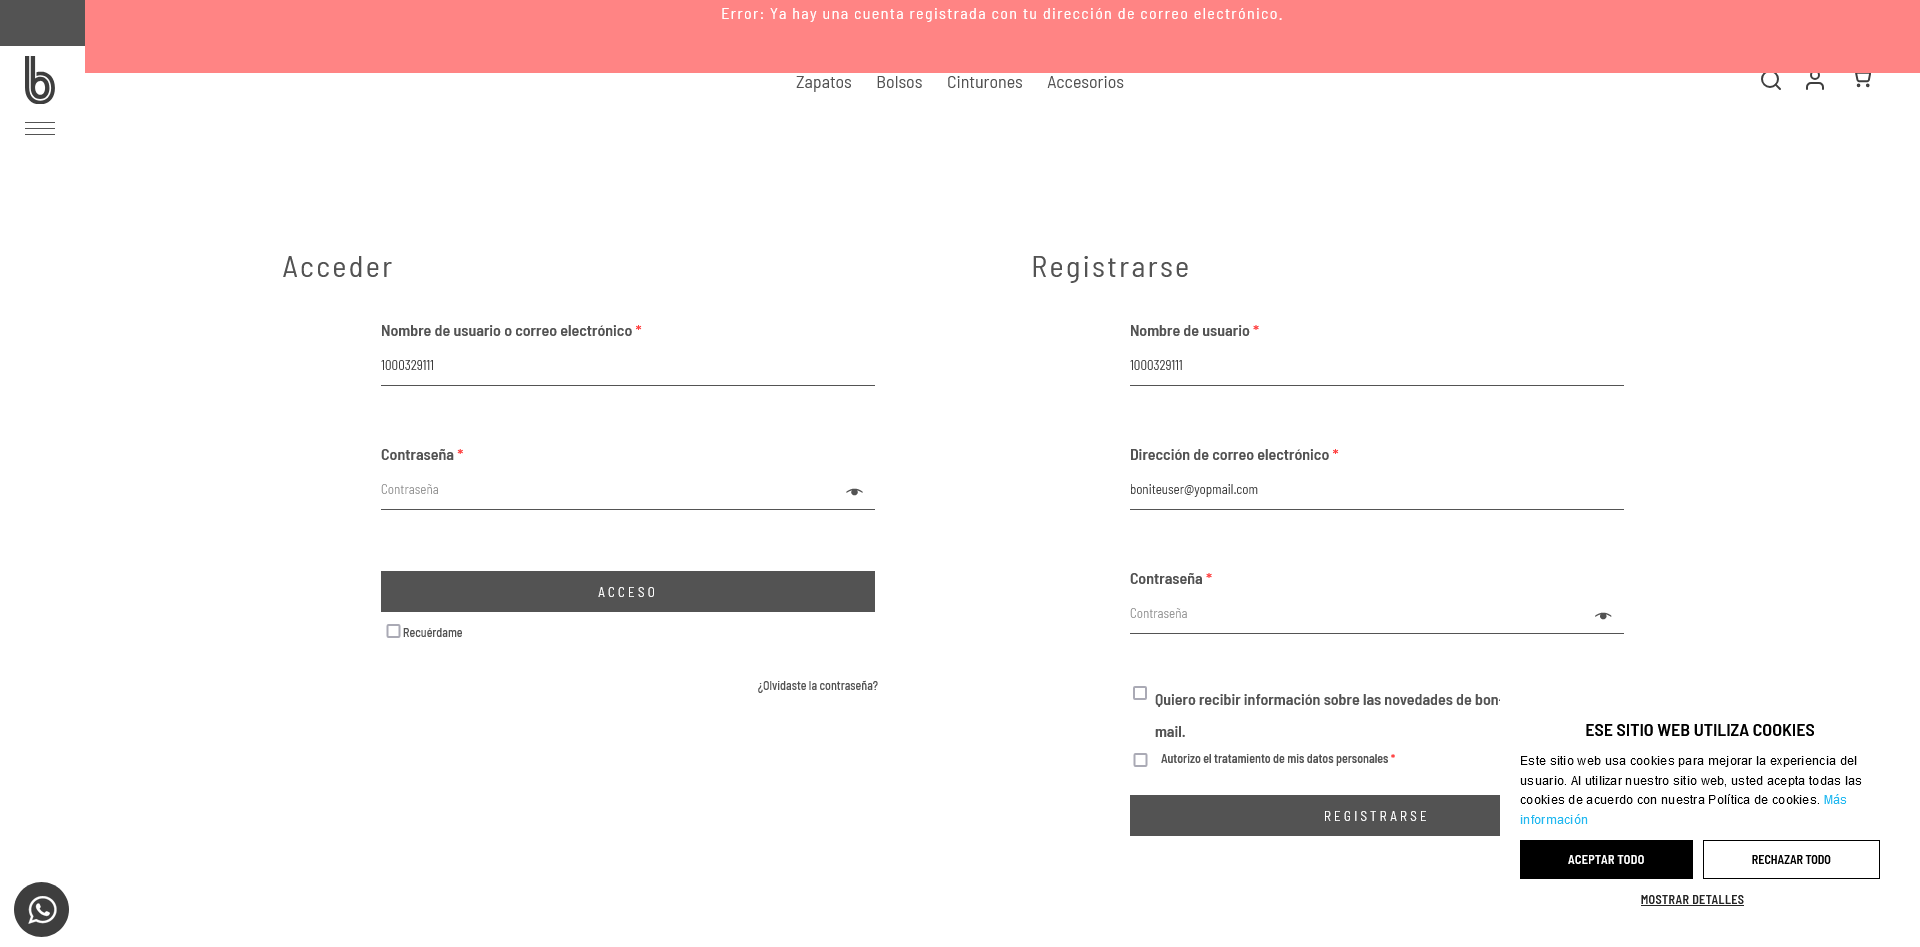 Error: Ya hay una cuenta registrada con tu dirección de correo electrónico.
b
Zapatos Bolsos Cinturones Accesorios
Acceder
Nombre de usuario o correo electrónico *
1000329111
Contraseña *
Contraseña
ACCESO
Recuérdame
¿Olvidaste la contraseña?
Registrarse
Nombre de usuario *
1000329111
Dirección de correo electrónico *
boniteuser@yopmail.com
Contraseña *
Contraseña
Quiero recibir información sobre las novedades de bon
mail.
Autorizo el tratamiento de mis datos personales *
REGISTRARSE
ESE SITIO WEB UTILIZA COOKIES
Este sitio web usa cookies para mejorar la experiencia del
usuario. Al utilizar nuestro sitio web, usted acepta todas las
cookies de acuerdo con nuestra Política de cookies. Más
información
ACEPTAR TODO
RECHAZAR TODO
MOSTRAR DETALLES